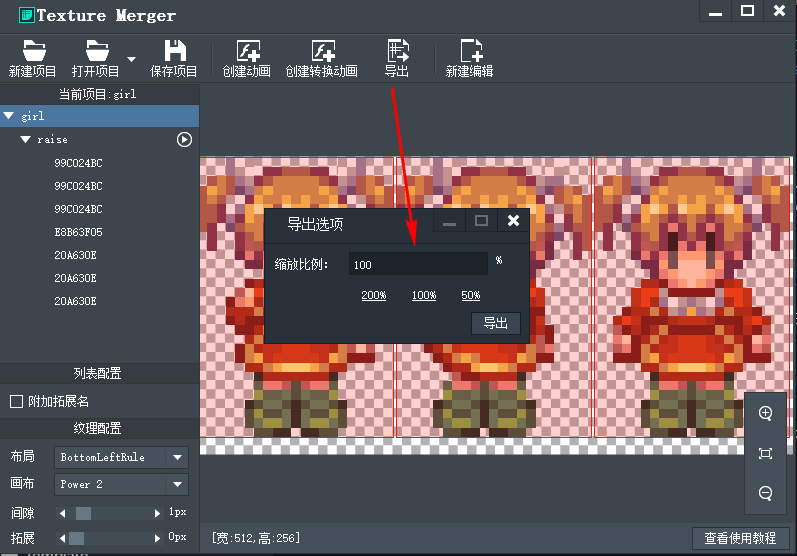 Texture Merger
新建项目 打开项目 保存项目 创建动画 创建转换动画 导出 新建编辑
当前项目:girl
girl
raise
99C024BC
99C024BC
99C024BC
E8B63F05
20A630E
20A630E
20A630E
导出选项
缩放比例: 100 %
200% 100% 50%
导出
列表配置
附加拓展名
纹理配置
布局 BottomLeftRule
画布 Power 2
间隙 1px
拓展 0px
[宽:512,高:256]
查看使用教程